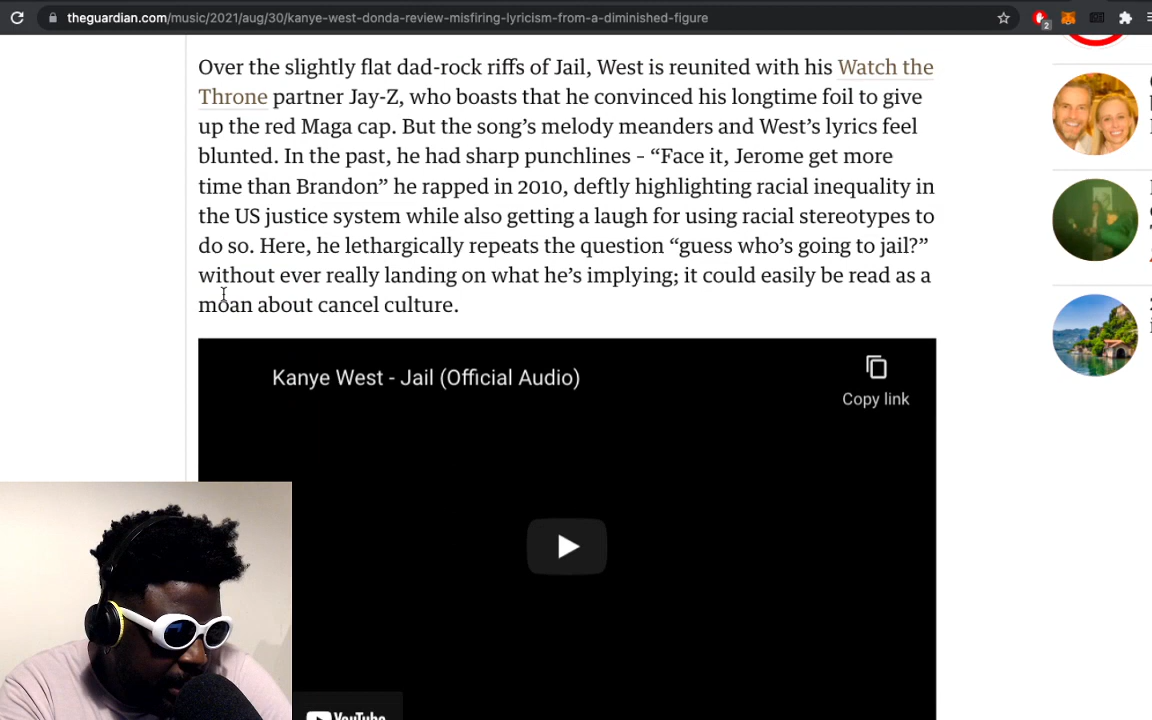 theguardian.com/music/2021/aug/30/kanye-west-donda-review-misfiring-lyricism-from-a-diminished-figure
2
Over the slightly flat dad-rock riffs of Jail, West is reunited with his Watch the
Throne partner Jay-Z, who boasts that he convinced his longtime foil to give
up the red Maga cap. But the song’s melody meanders and West’s lyrics feel
blunted. In the past, he had sharp punchlines – “Face it, Jerome get more
time than Brandon” he rapped in 2010, deftly highlighting racial inequality in
the US justice system while also getting a laugh for using racial stereotypes to
do so. Here, he lethargically repeats the question “guess who’s going to jail?”
without ever really landing on what he’s implying; it could easily be read as a
moan about cancel culture.
Kanye West - Jail (Official Audio)
Copy link
YouTube